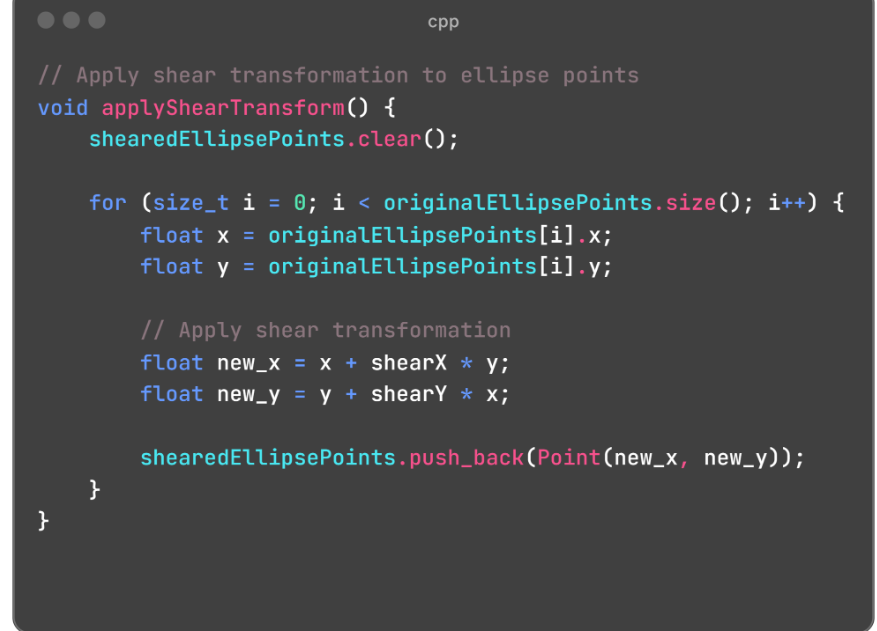 cpp
// Apply shear transformation to ellipse points
void applyShearTransform() {
    shearedEllipsePoints.clear();

    for (size_t i = 0; i < originalEllipsePoints.size(); i++) {
        float x = originalEllipsePoints[i].x;
        float y = originalEllipsePoints[i].y;

        // Apply shear transformation
        float new_x = x + shearX * y;
        float new_y = y + shearY * x;

        shearedEllipsePoints.push_back(Point(new_x, new_y));
    }
}